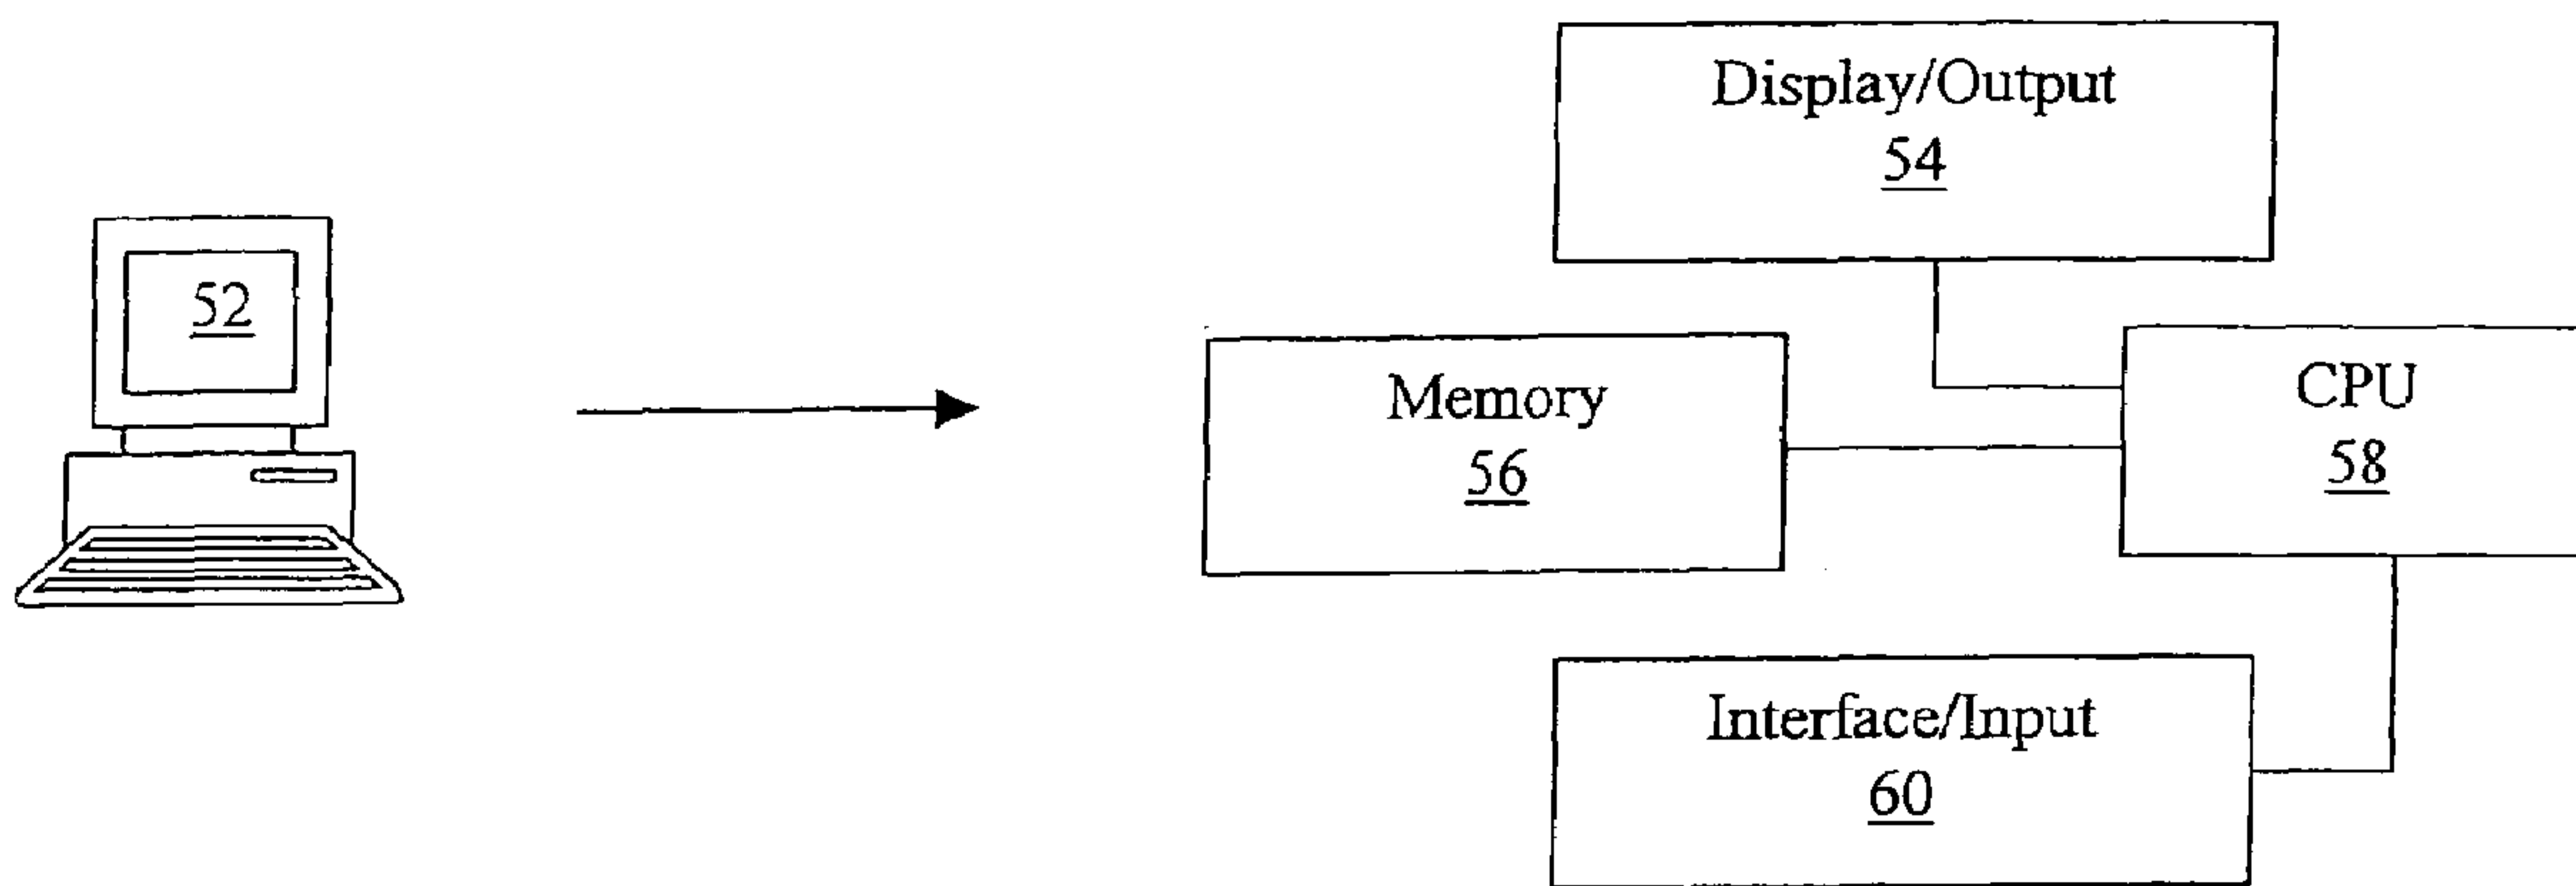 Display/Output
54
52
Memory
56
CPU
58
Interface/Input
60